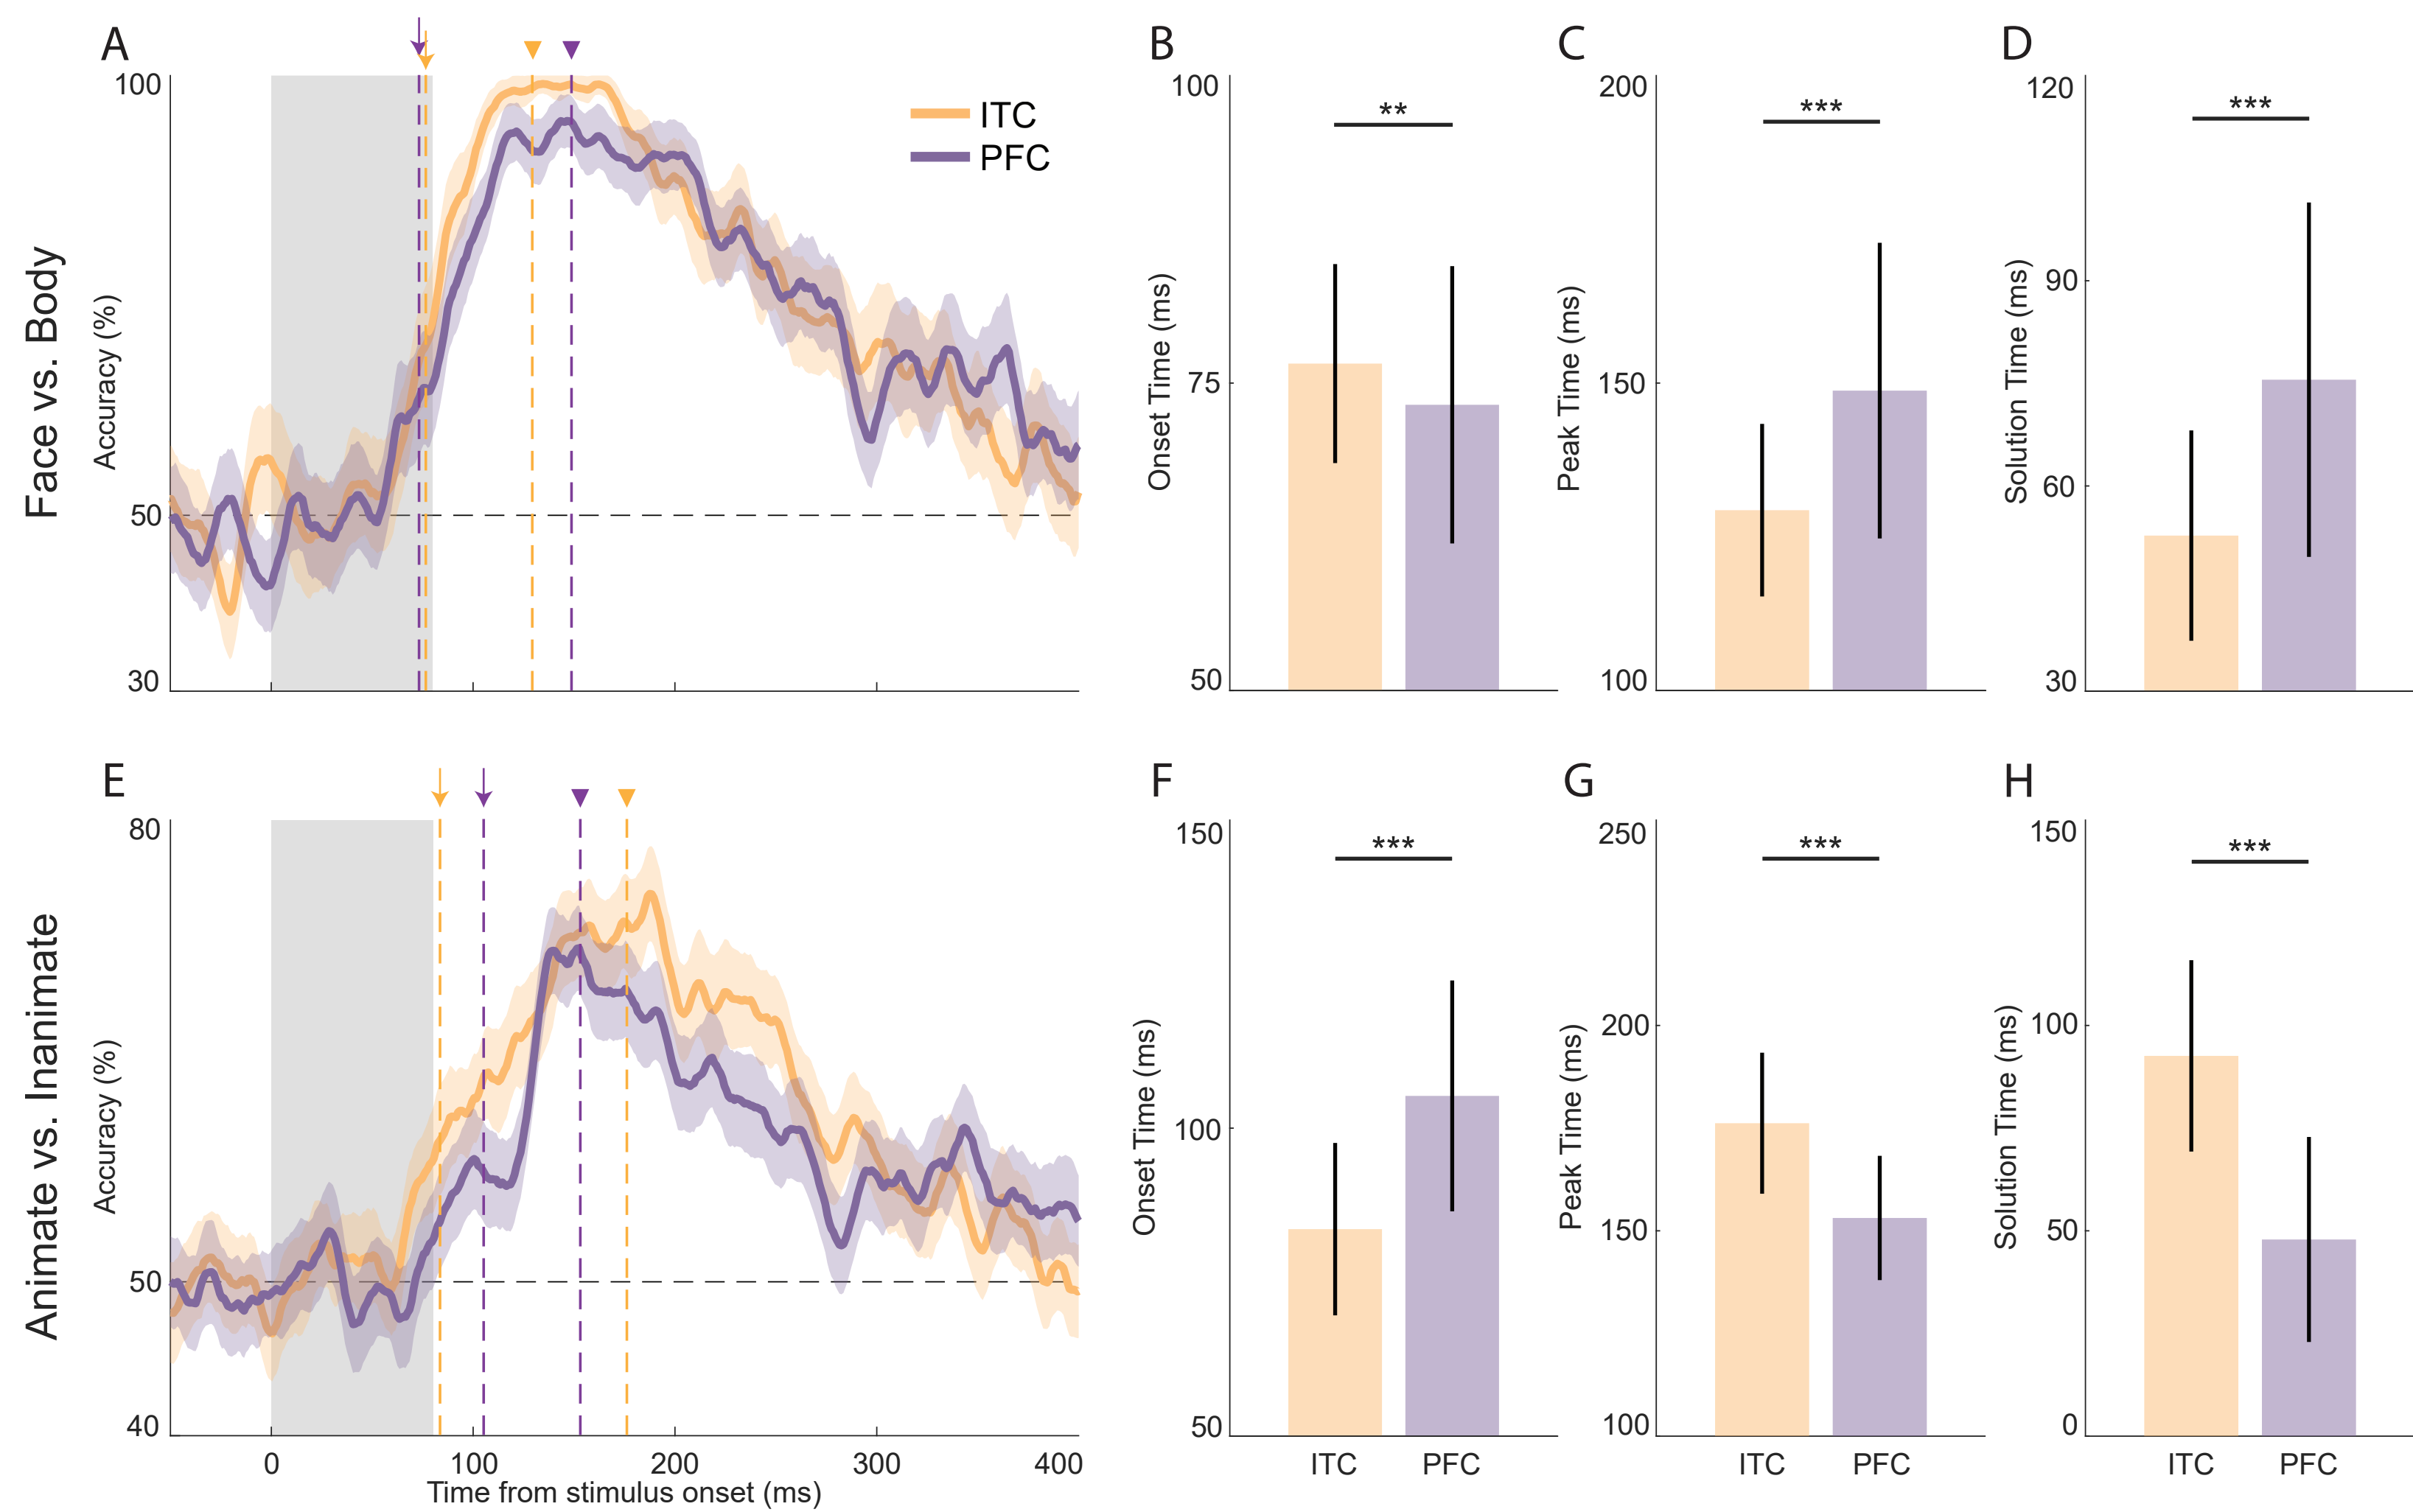 A
Face vs. Body
Accuracy (%)
100
50
30
ITC
PFC
B
Onset Time (ms)
100
75
50
**
C
Peak Time (ms)
200
150
100
***
D
Solution Time (ms)
120
90
60
30
***
E
Animate vs. Inanimate
Accuracy (%)
80
50
40
0 100 200 300 400
Time from stimulus onset (ms)
F
Onset Time (ms)
150
100
50
***
ITC PFC
G
Peak Time (ms)
250
200
150
100
***
ITC PFC
H
Solution Time (ms)
150
100
50
0
***
ITC PFC